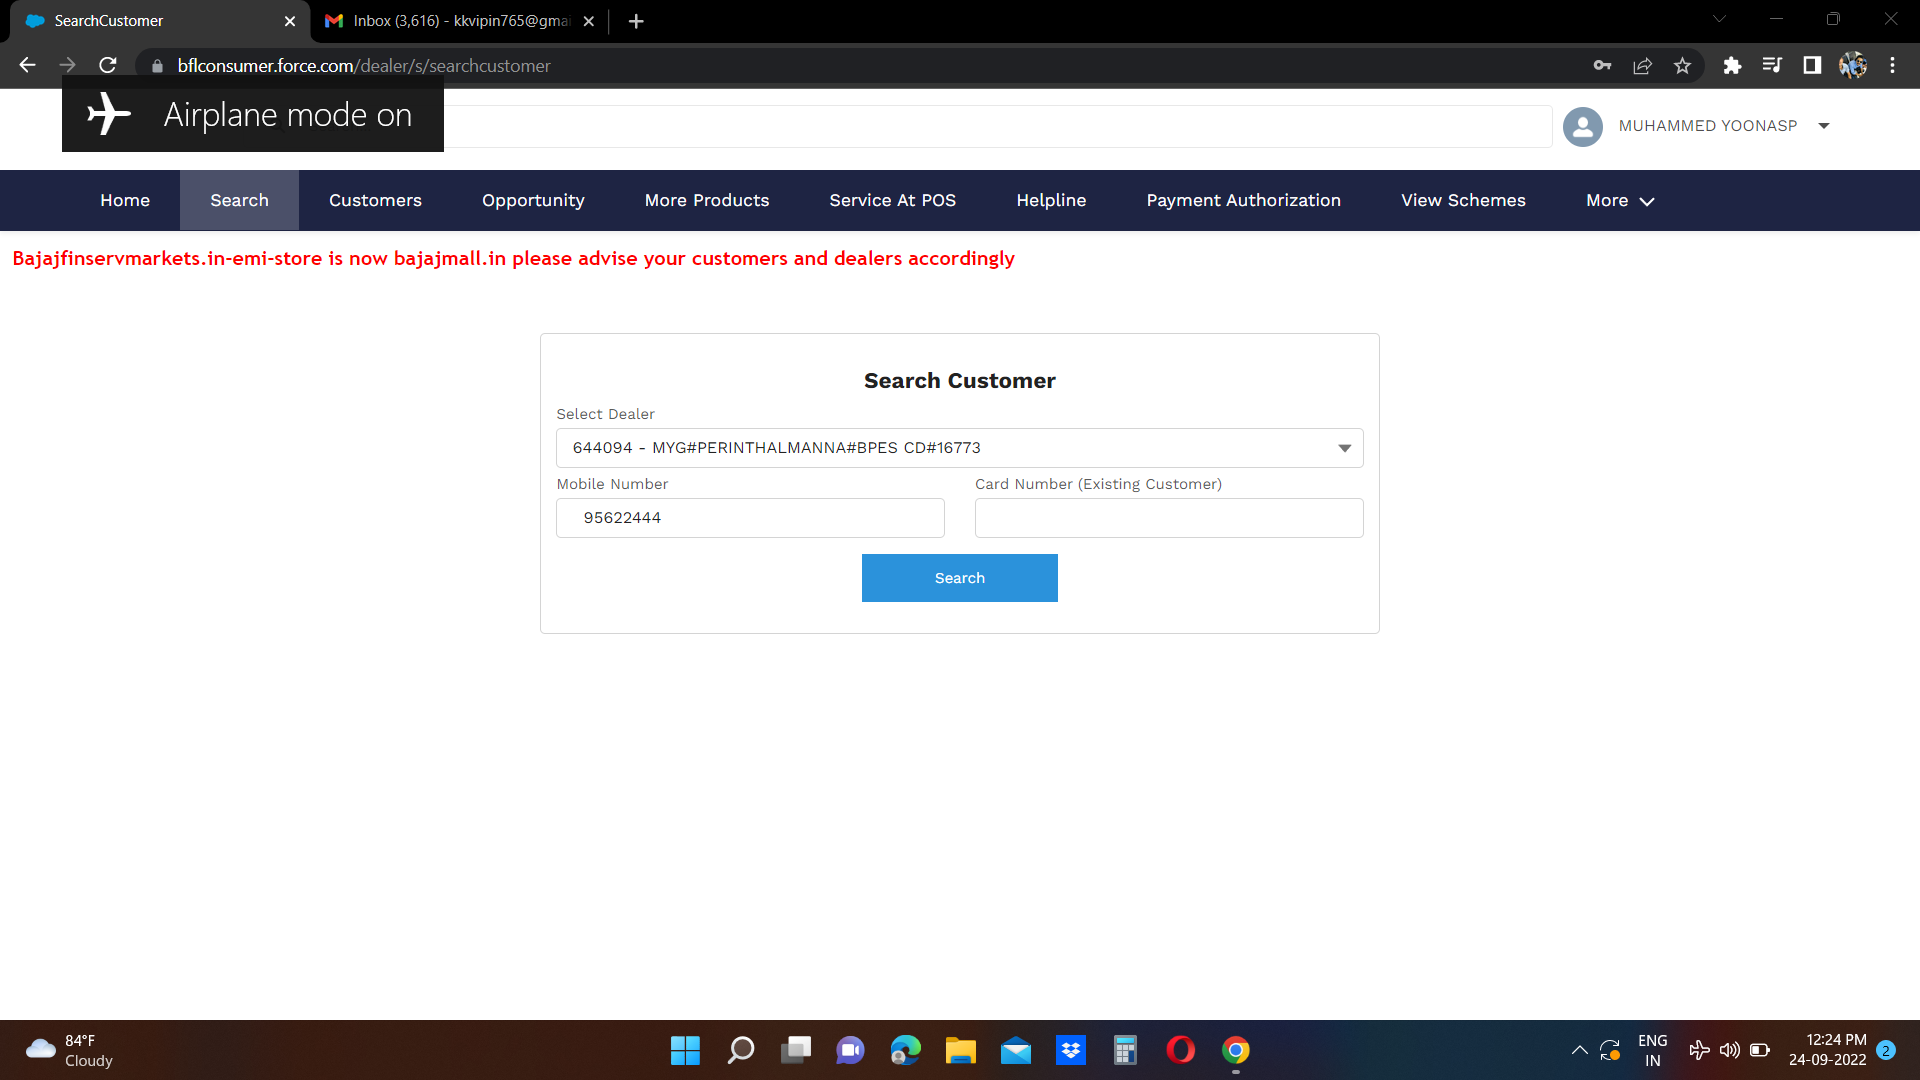 SearchCustomer
Inbox (3,616) - kkvipin765@gmai
bflconsumer.force.com/dealer/s/searchcustomer
Airplane mode on
MUHAMMED YOONASP
Home Search Customers Opportunity More Products Service At POS Helpline Payment Authorization View Schemes More
Bajajfinservmarkets.in-emi-store is now bajajmall.in please advise your customers and dealers accordingly
Search Customer
Select Dealer
644094 - MYG#PERINTHALMANNA#BPES CD#16773
Mobile Number Card Number (Existing Customer)
95622444
Search
84°F
Cloudy
ENG
IN
12:24 PM
24-09-2022
2